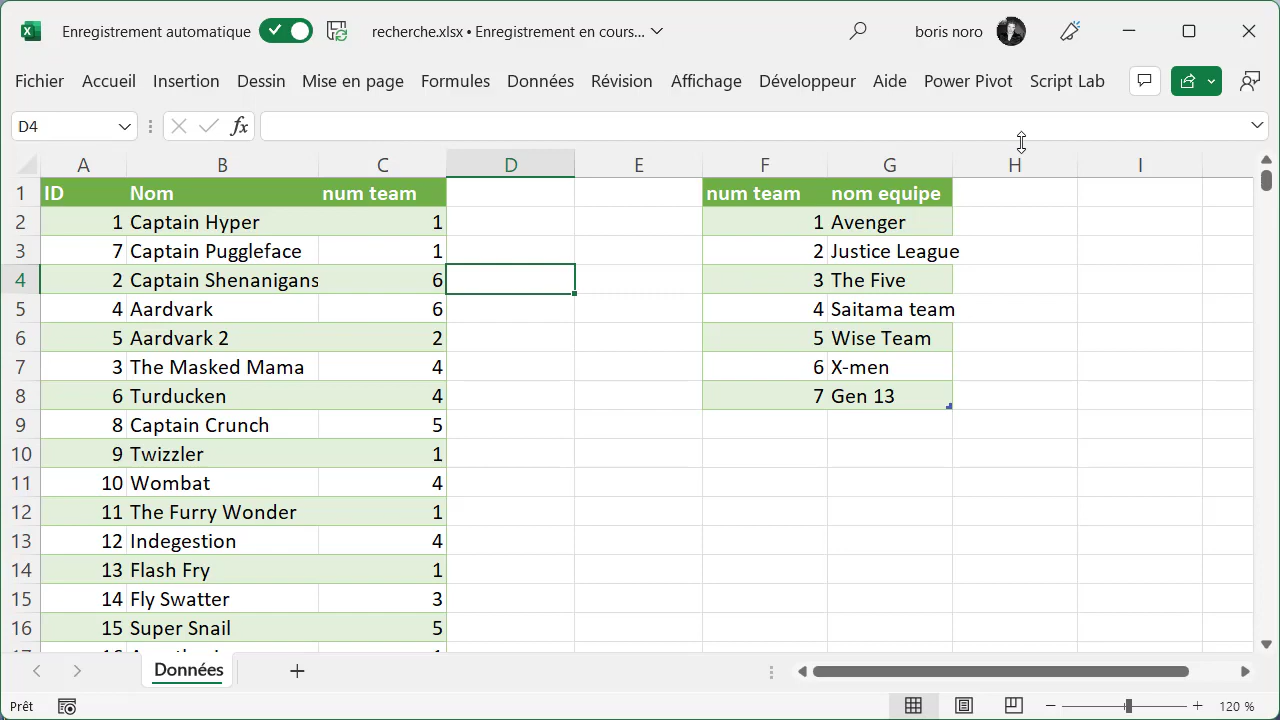 Enregistrement automatique recherche.xlsx • Enregistrement en cours... boris noro
Fichier Accueil Insertion Dessin Mise en page Formules Données Révision Affichage Développeur Aide Power Pivot Script Lab
D4 fx
A B C D E F G H I
1 ID Nom num team num team nom equipe
2 1 Captain Hyper 1 1 Avenger
3 7 Captain Puggleface 1 2 Justice League
4 2 Captain Shenanigans 6 3 The Five
5 4 Aardvark 6 4 Saitama team
6 5 Aardvark 2 2 5 Wise Team
7 3 The Masked Mama 4 6 X-men
8 6 Turducken 4 7 Gen 13
9 8 Captain Crunch 5
10 9 Twizzler 1
11 10 Wombat 4
12 11 The Furry Wonder 1
13 12 Indegestion 4
14 13 Flash Fry 1
15 14 Fly Swatter 3
16 15 Super Snail 5
Données
Prêt 120 %